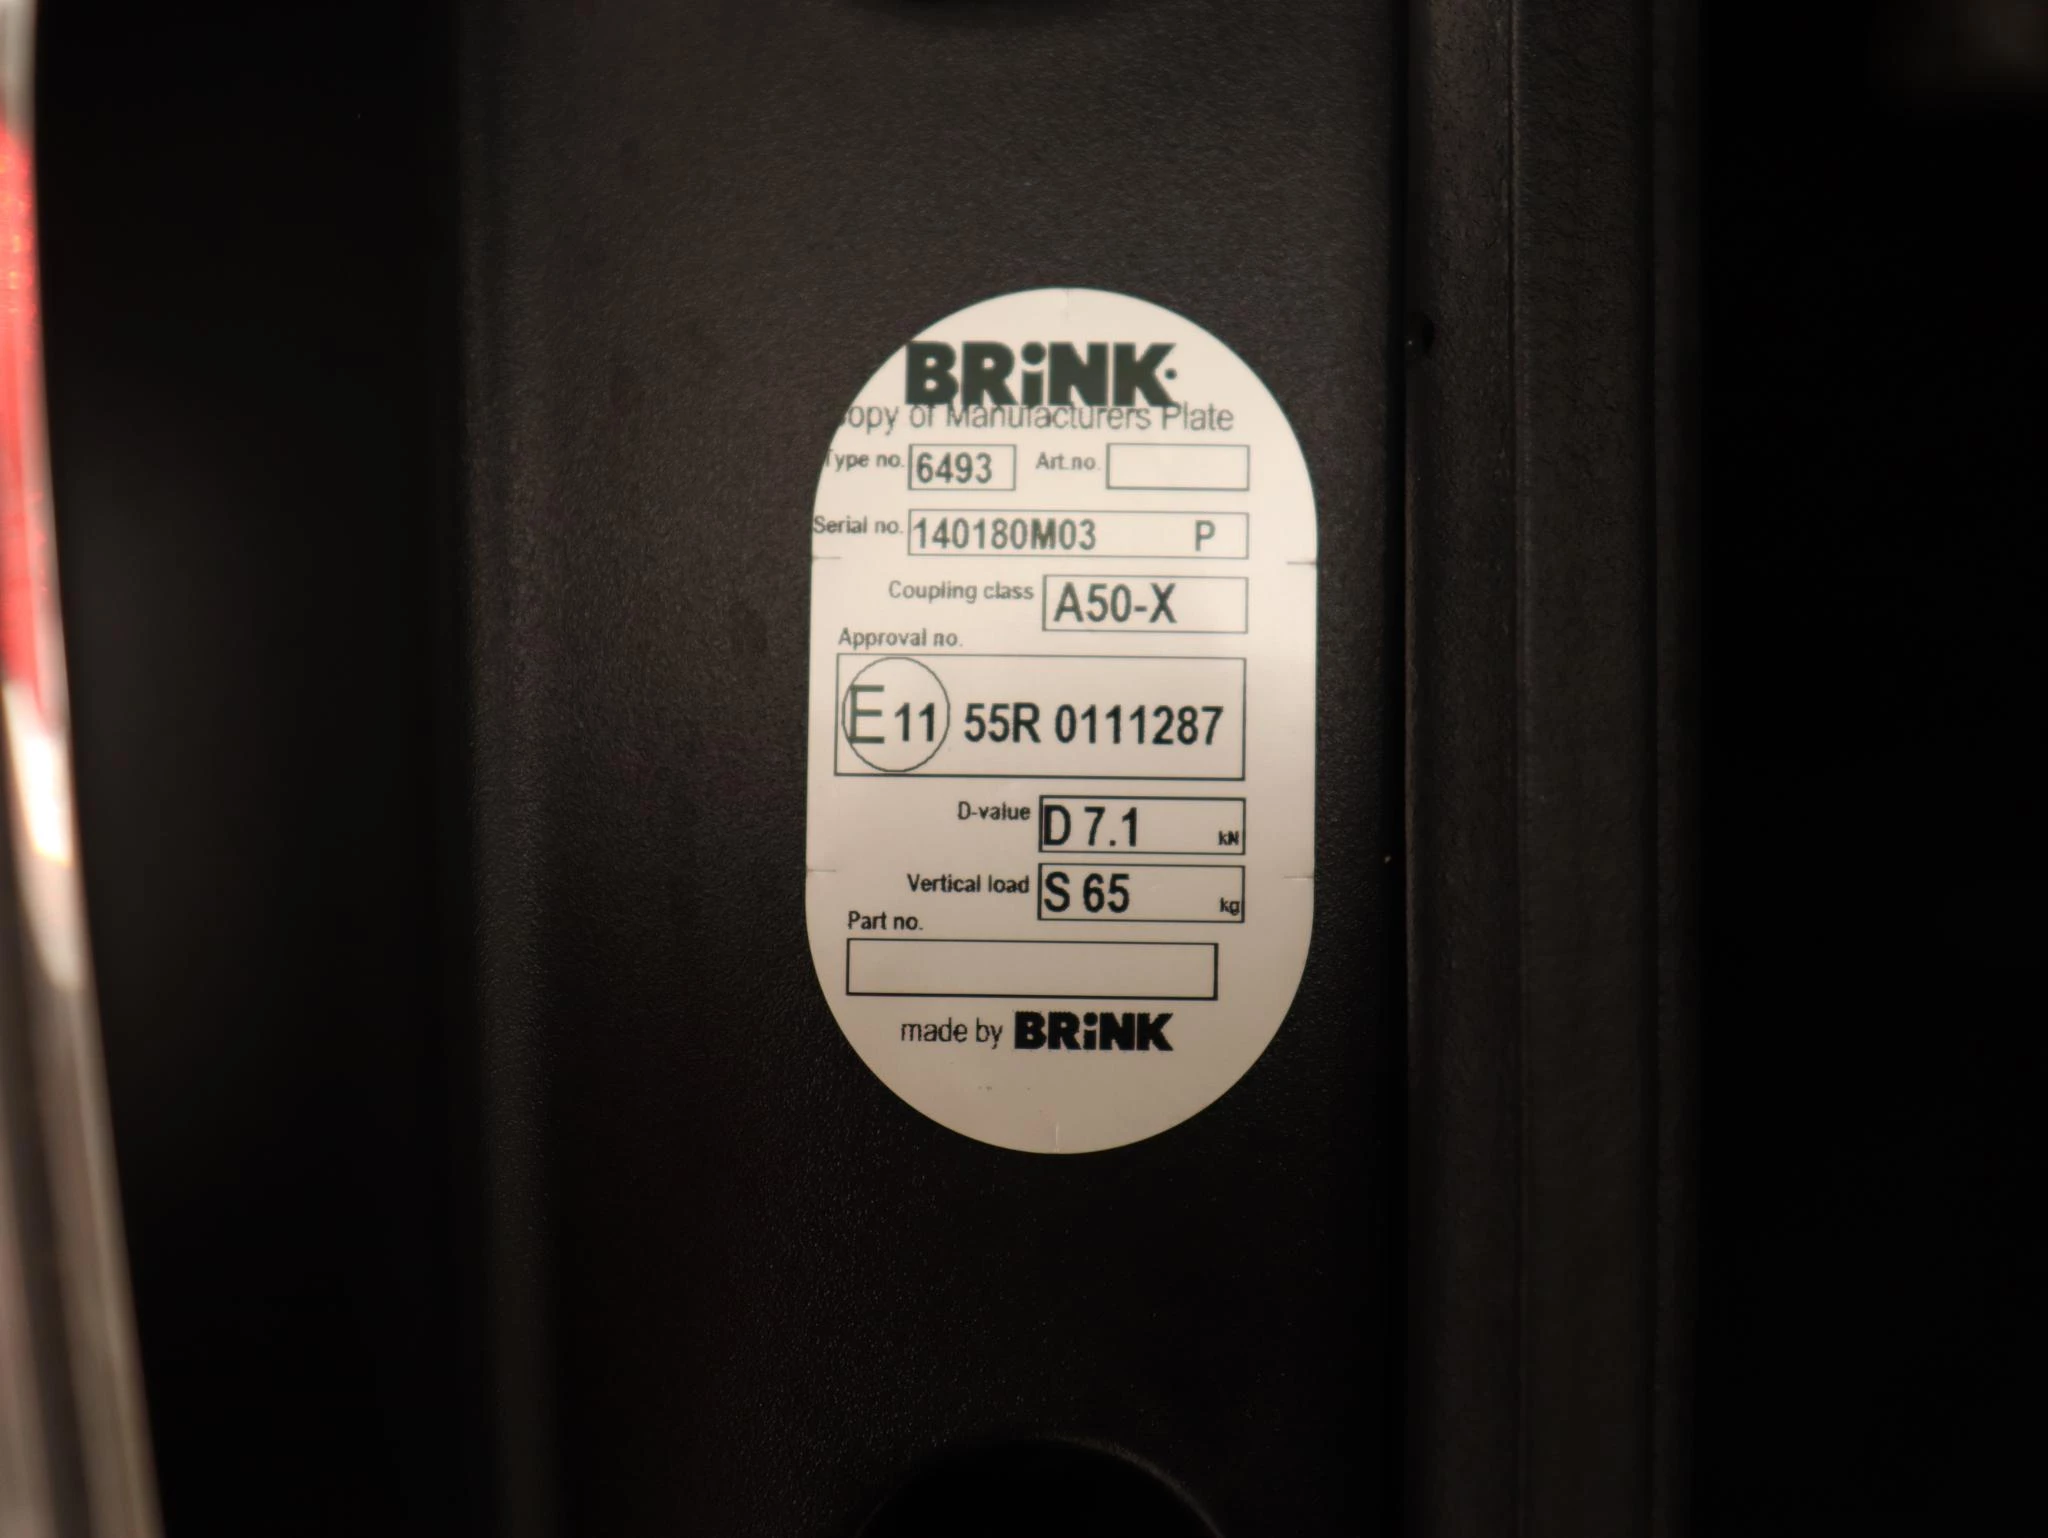 BRiNK
Copy of Manufacturers Plate
Type no. 6493 Art.no.
Serial no. 140180M03 P
Coupling class A50-X
Approval no.
E 11 55R 0111287
D-value D 7.1 kN
Vertical load S 65 kg
Part no.
made by BRiNK